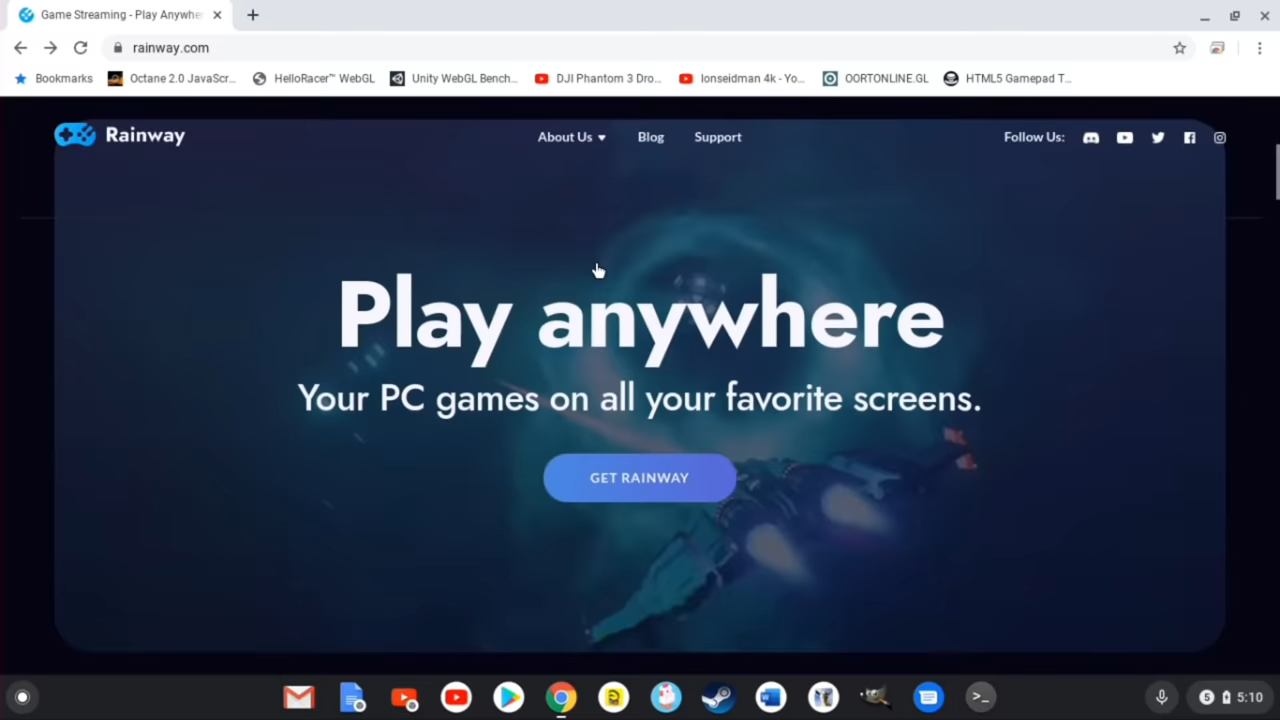 Game Streaming - Play Anywhe
rainway.com
Bookmarks
Octane 2.0 JavaScr...
HelloRacer™ WebGL
Unity WebGL Bench...
DJI Phantom 3 Dro...
Ionseidman 4k - Yo...
OORTONLINE.GL
HTML5 Gamepad T...
Rainway
About Us
Blog
Support
Follow Us:
Play anywhere
Your PC games on all your favorite screens.
GET RAINWAY
5
5:10